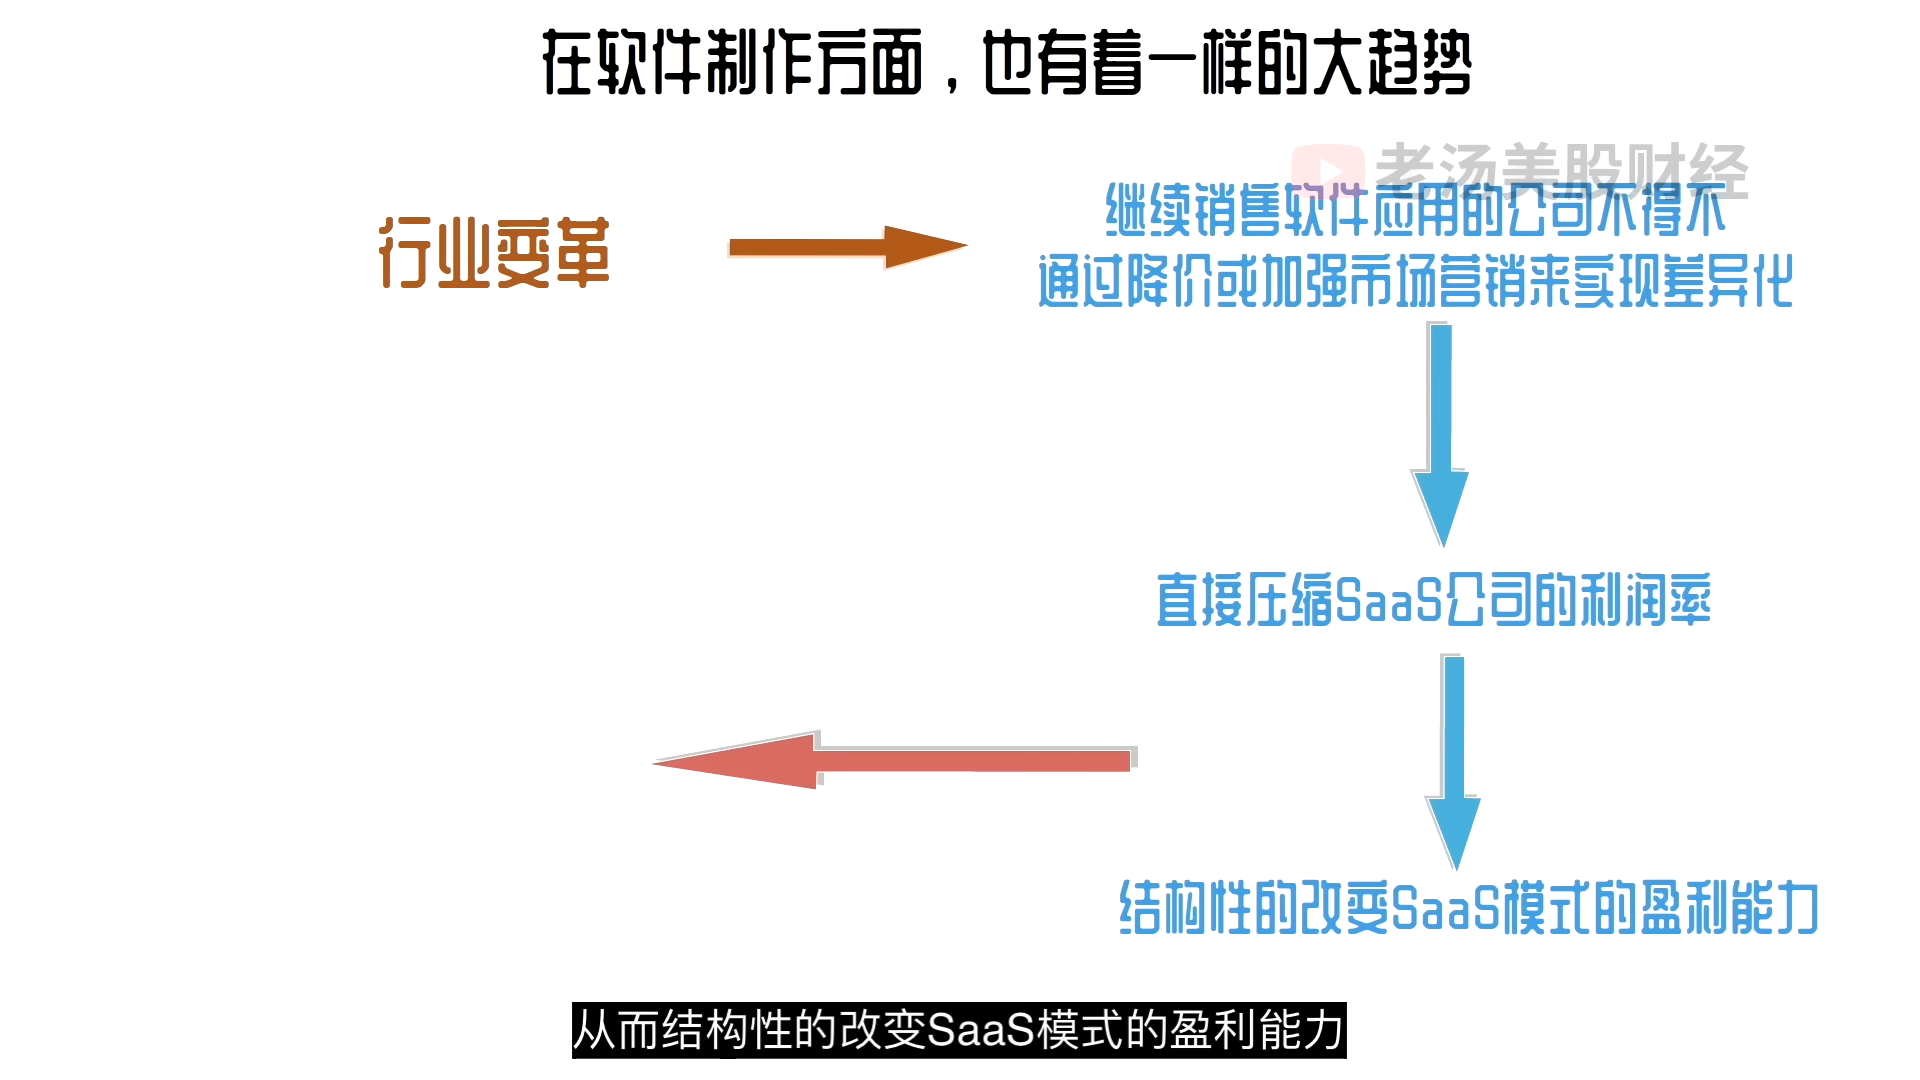 在软件制作方面，也有着一样的大趋势
老汤美股财经
行业变革
继续销售软件应用的公司不得不
通过降价或加强市场营销来实现差异化
直接压缩SaaS公司的利润率
结构性的改变SaaS模式的盈利能力
从而结构性的改变SaaS模式的盈利能力